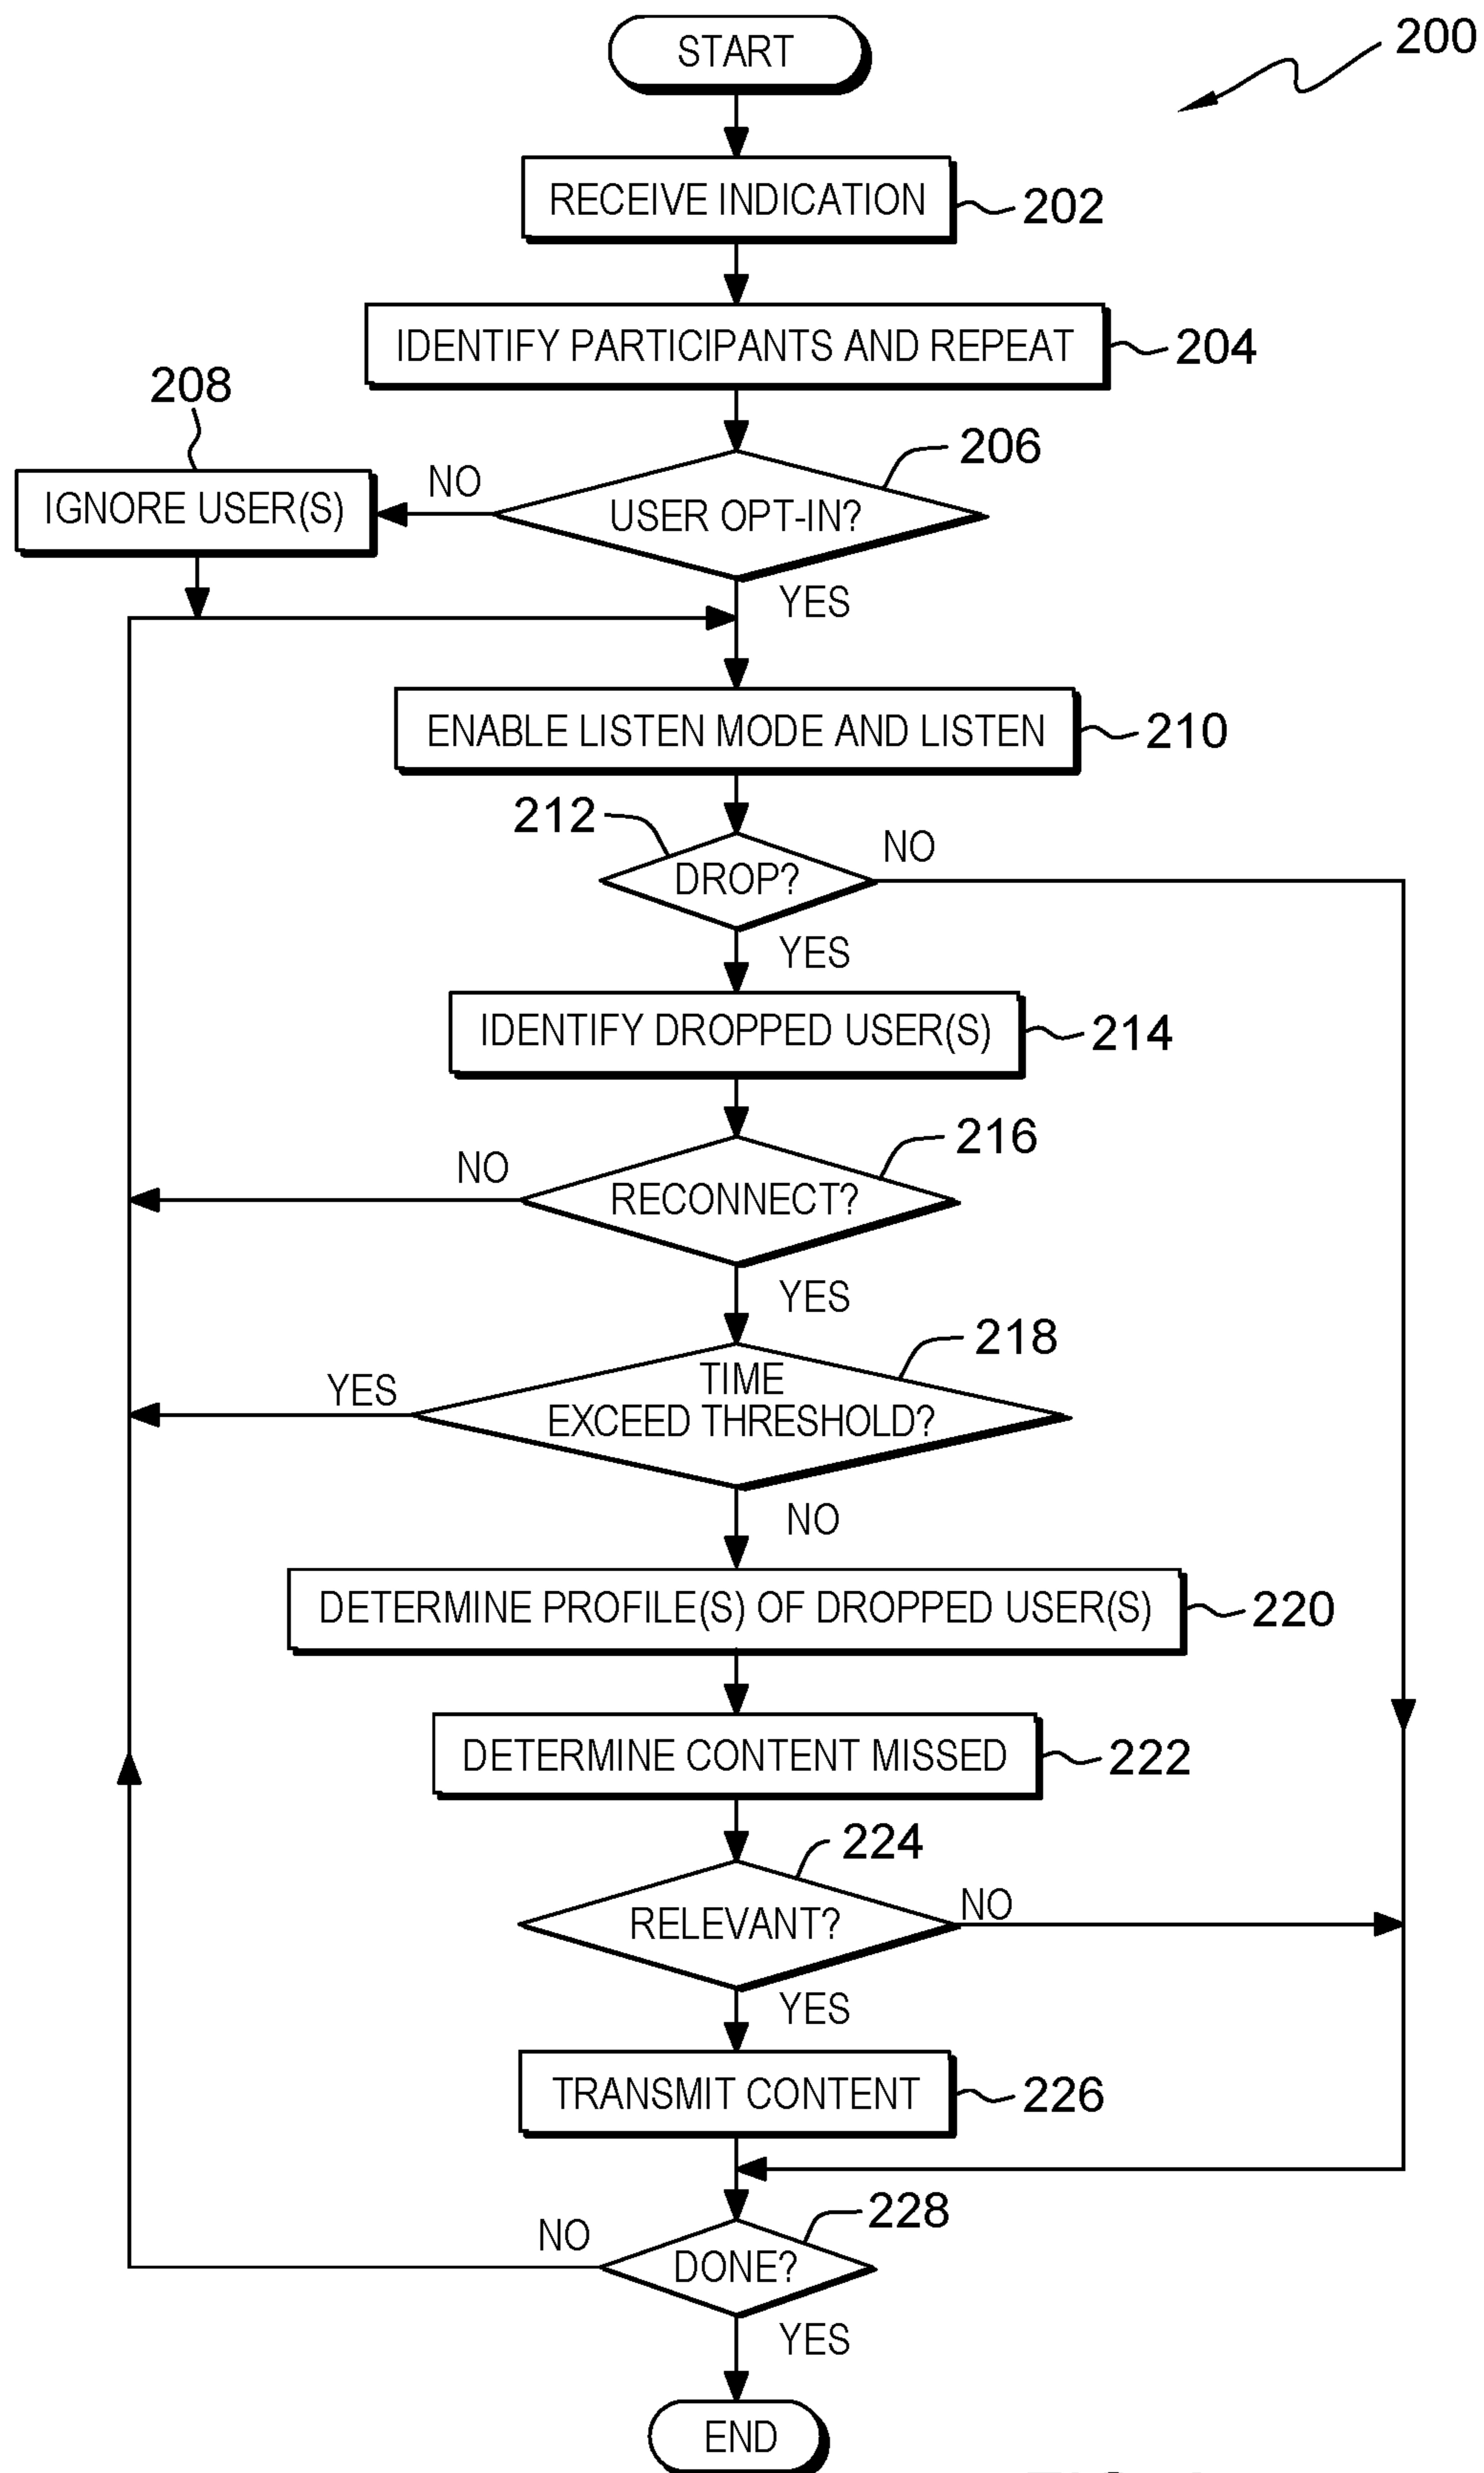 START
200
RECEIVE INDICATION
202
IDENTIFY PARTICIPANTS AND REPEAT
204
208
206
NO
IGNORE USER(S)
USER OPT-IN?
YES
ENABLE LISTEN MODE AND LISTEN
210
212
NO
DROP?
YES
IDENTIFY DROPPED USER(S)
214
216
NO
RECONNECT?
YES
218
YES
TIME
EXCEED THRESHOLD?
NO
DETERMINE PROFILE(S) OF DROPPED USER(S)
220
DETERMINE CONTENT MISSED
222
224
RELEVANT?
NO
YES
TRANSMIT CONTENT
226
228
NO
DONE?
YES
END